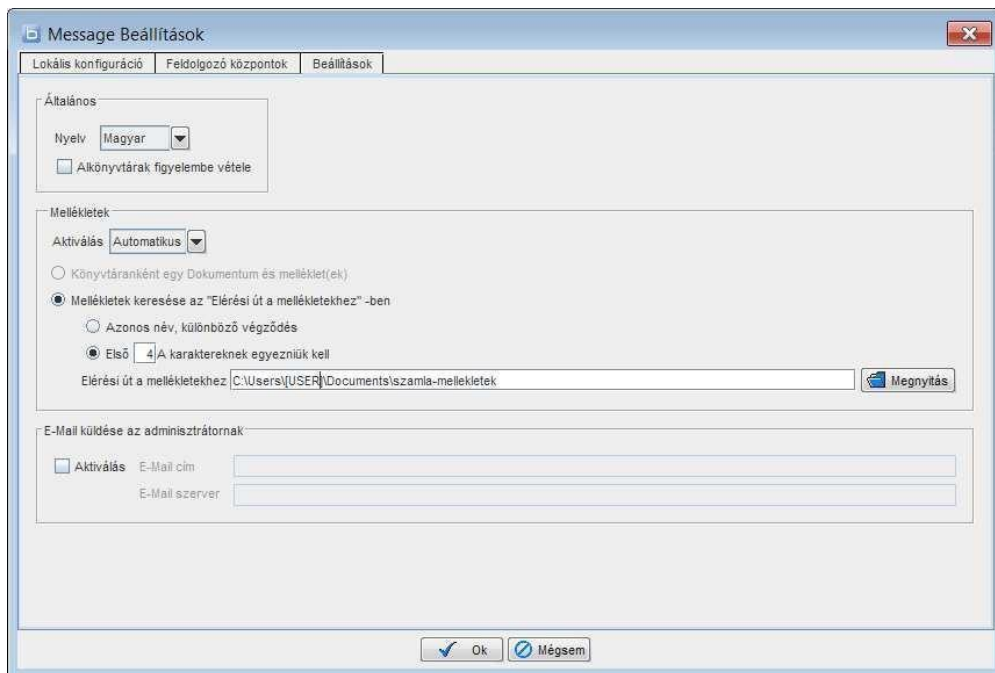 Message Beállítások
Lokális konfiguráció Feldolgozó központok Beállítások
Általános
Nyelv Magyar
Alkönyvtárak figyelembe vétele
Mellékletek
Aktiválás Automatikus
Könyvtáranként egy Dokumentum és melléklet(ek)
Mellékletek keresése az "Elérési út a mellékletekhez" -ben
Azonos név, különböző végződés
Első 4 A karaktereknek egyezniük kell
Elérési út a mellékletekhez C:\Users\[USER]\Documents\szamla-mellekletek Megnyitás
E-Mail küldése az adminisztrátornak
Aktiválás E-Mail cím
E-Mail szerver
Ok Mégsem